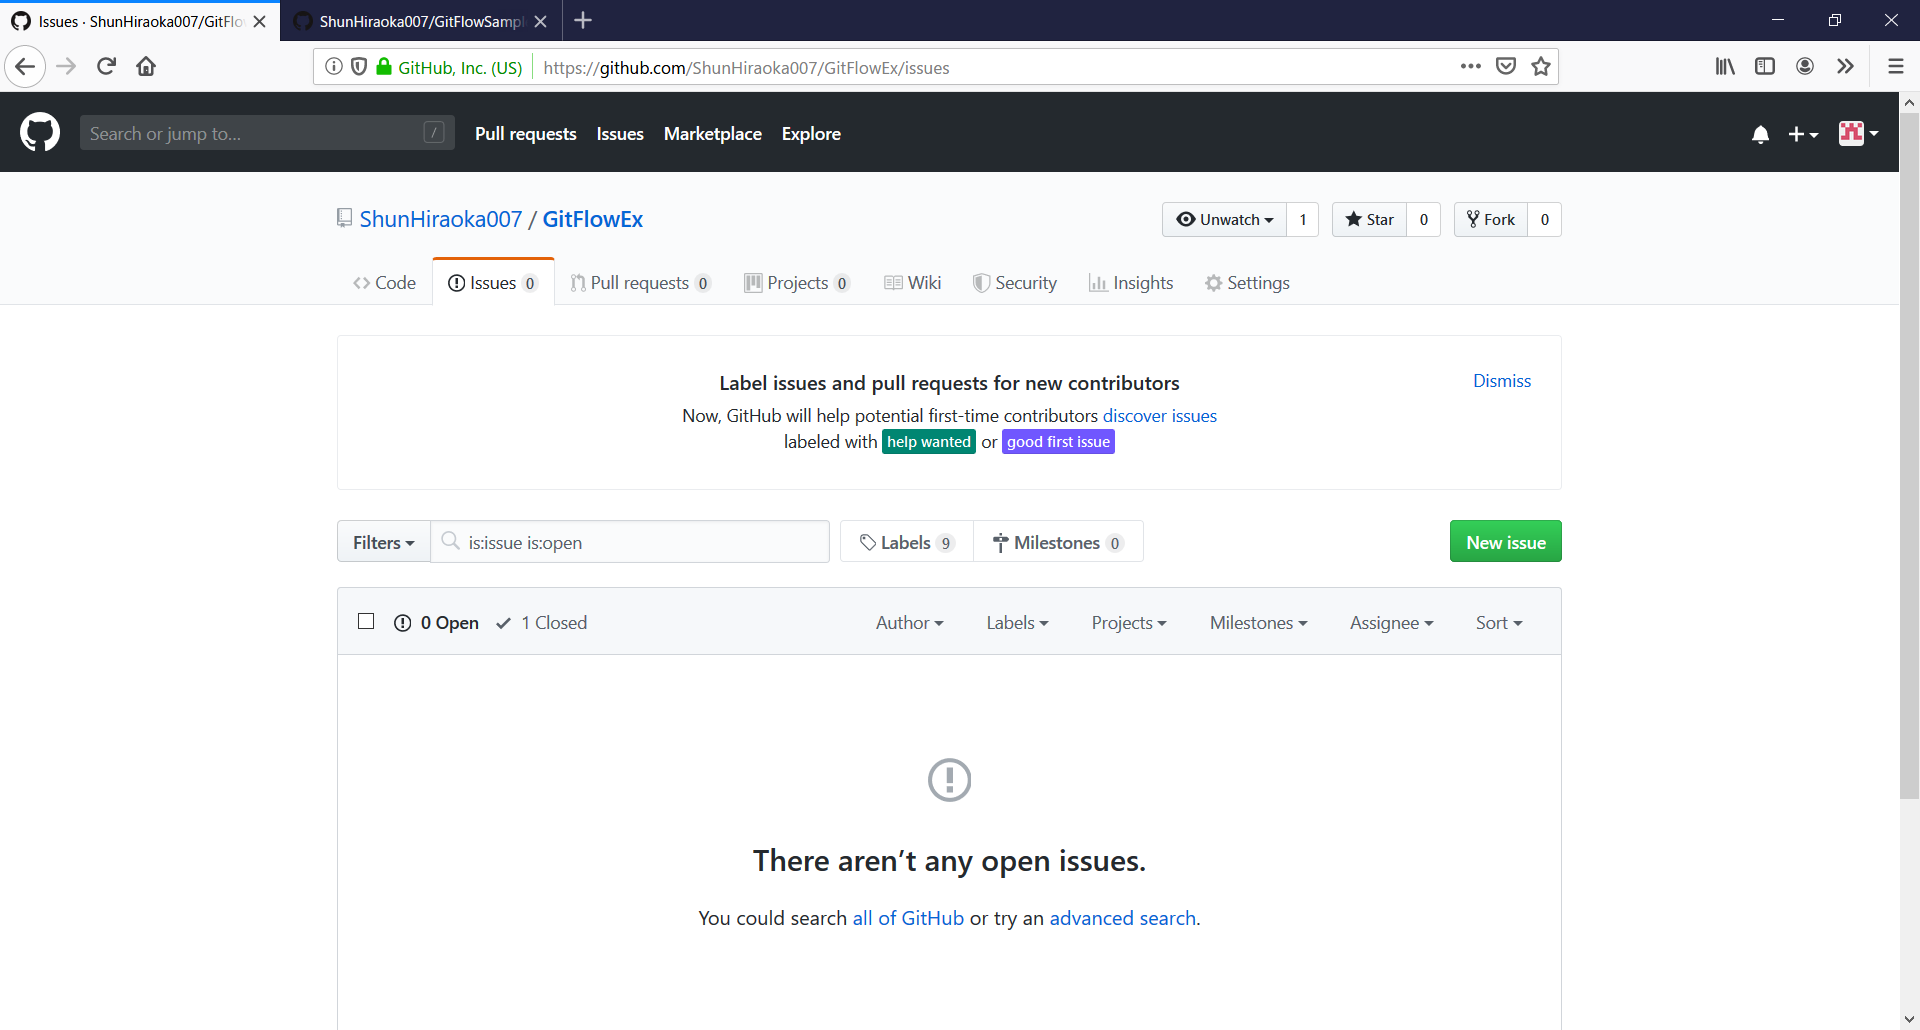 Issues · ShunHiraoka007/GitFlo
ShunHiraoka007/GitFlowSampl
GitHub, Inc. (US) https://github.com/ShunHiraoka007/GitFlowEx/issues
Search or jump to... / Pull requests Issues Marketplace Explore
ShunHiraoka007 / GitFlowEx Unwatch 1 Star 0 Fork 0
Code Issues 0 Pull requests 0 Projects 0 Wiki Security Insights Settings
Label issues and pull requests for new contributors Dismiss
Now, GitHub will help potential first-time contributors discover issues
labeled with help wanted or good first issue
Filters is:issue is:open Labels 9 Milestones 0 New issue
0 Open 1 Closed Author Labels Projects Milestones Assignee Sort
There aren’t any open issues.
You could search all of GitHub or try an advanced search.